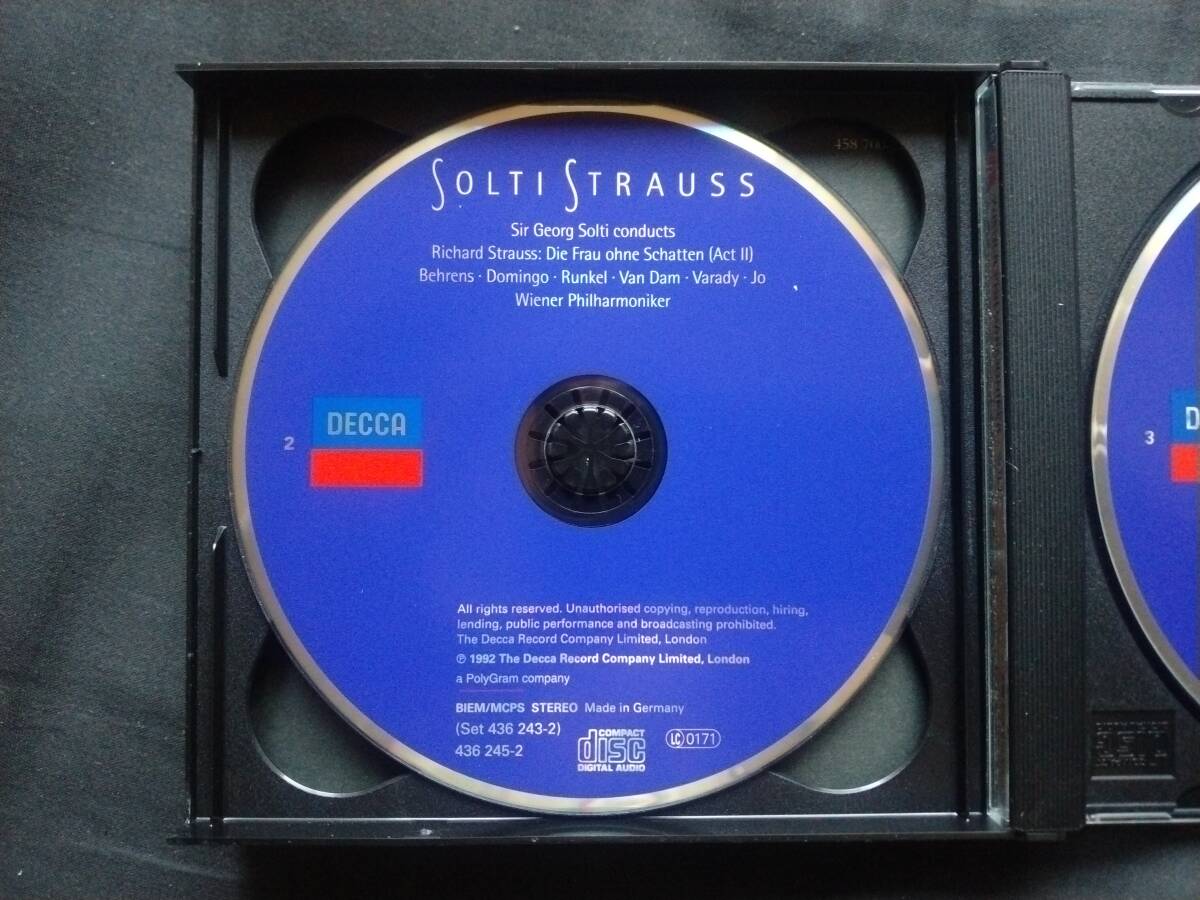 458 700
SOLTI STRAUSS
Sir Georg Solti conducts
Richard Strauss: Die Frau ohne Schatten (Act II)
Behrens · Domingo · Runkel · Van Dam · Varady · Jo
Wiener Philharmoniker
2
DECCA
All rights reserved. Unauthorised copying, reproduction, hiring,
lending, public performance and broadcasting prohibited.
The Decca Record Company Limited, London
℗ 1992 The Decca Record Company Limited, London
a PolyGram company
BIEM/MCPS STEREO Made in Germany
(Set 436 243-2)
436 245-2
COMPACT
disc
DIGITAL AUDIO
LC 0171
3
D